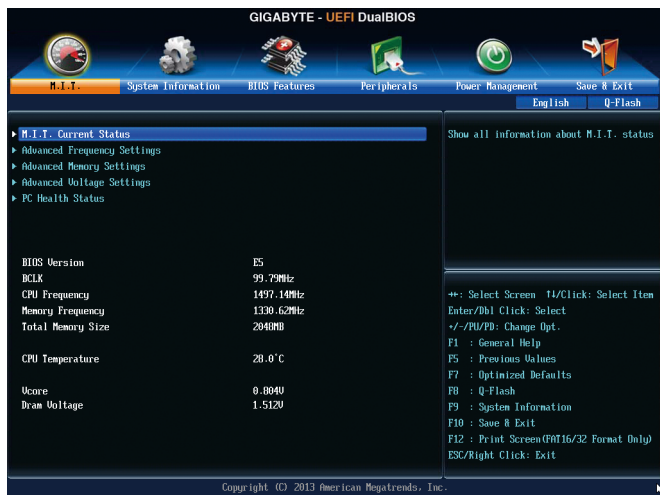 GIGABYTE - UEFI DualBIOS
M.I.T.
System Information
BIOS Features
Peripherals
Power Management
Save & Exit
English
Q-Flash
M.I.T. Current Status
Advanced Frequency Settings
Advanced Memory Settings
Advanced Voltage Settings
PC Health Status
BIOS Version E5
BCLK 99.79MHz
CPU Frequency 1497.14MHz
Memory Frequency 1330.62MHz
Total Memory Size 2048MB
CPU Temperature 28.0°C
Vcore 0.804V
Dram Voltage 1.512V
Show all information about M.I.T. status
→←: Select Screen ↑↓/Click: Select Item
Enter/Dbl Click: Select
+/-/PU/PD: Change Opt.
F1 : General Help
F5 : Previous Values
F7 : Optimized Defaults
F8 : Q-Flash
F9 : System Information
F10 : Save & Exit
F12 : Print Screen(FAT16/32 Format Only)
ESC/Right Click: Exit
Copyright (C) 2013 American Megatrends, Inc.